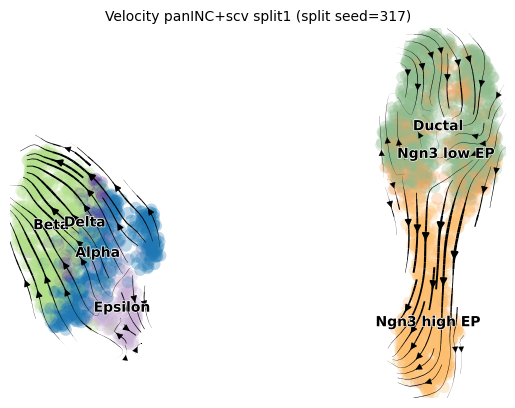 Velocity panINC+scv split1 (split seed=317)
Ductal
Ngn3 low EP
Beta
Delta
Alpha
Epsilon
Ngn3 high EP